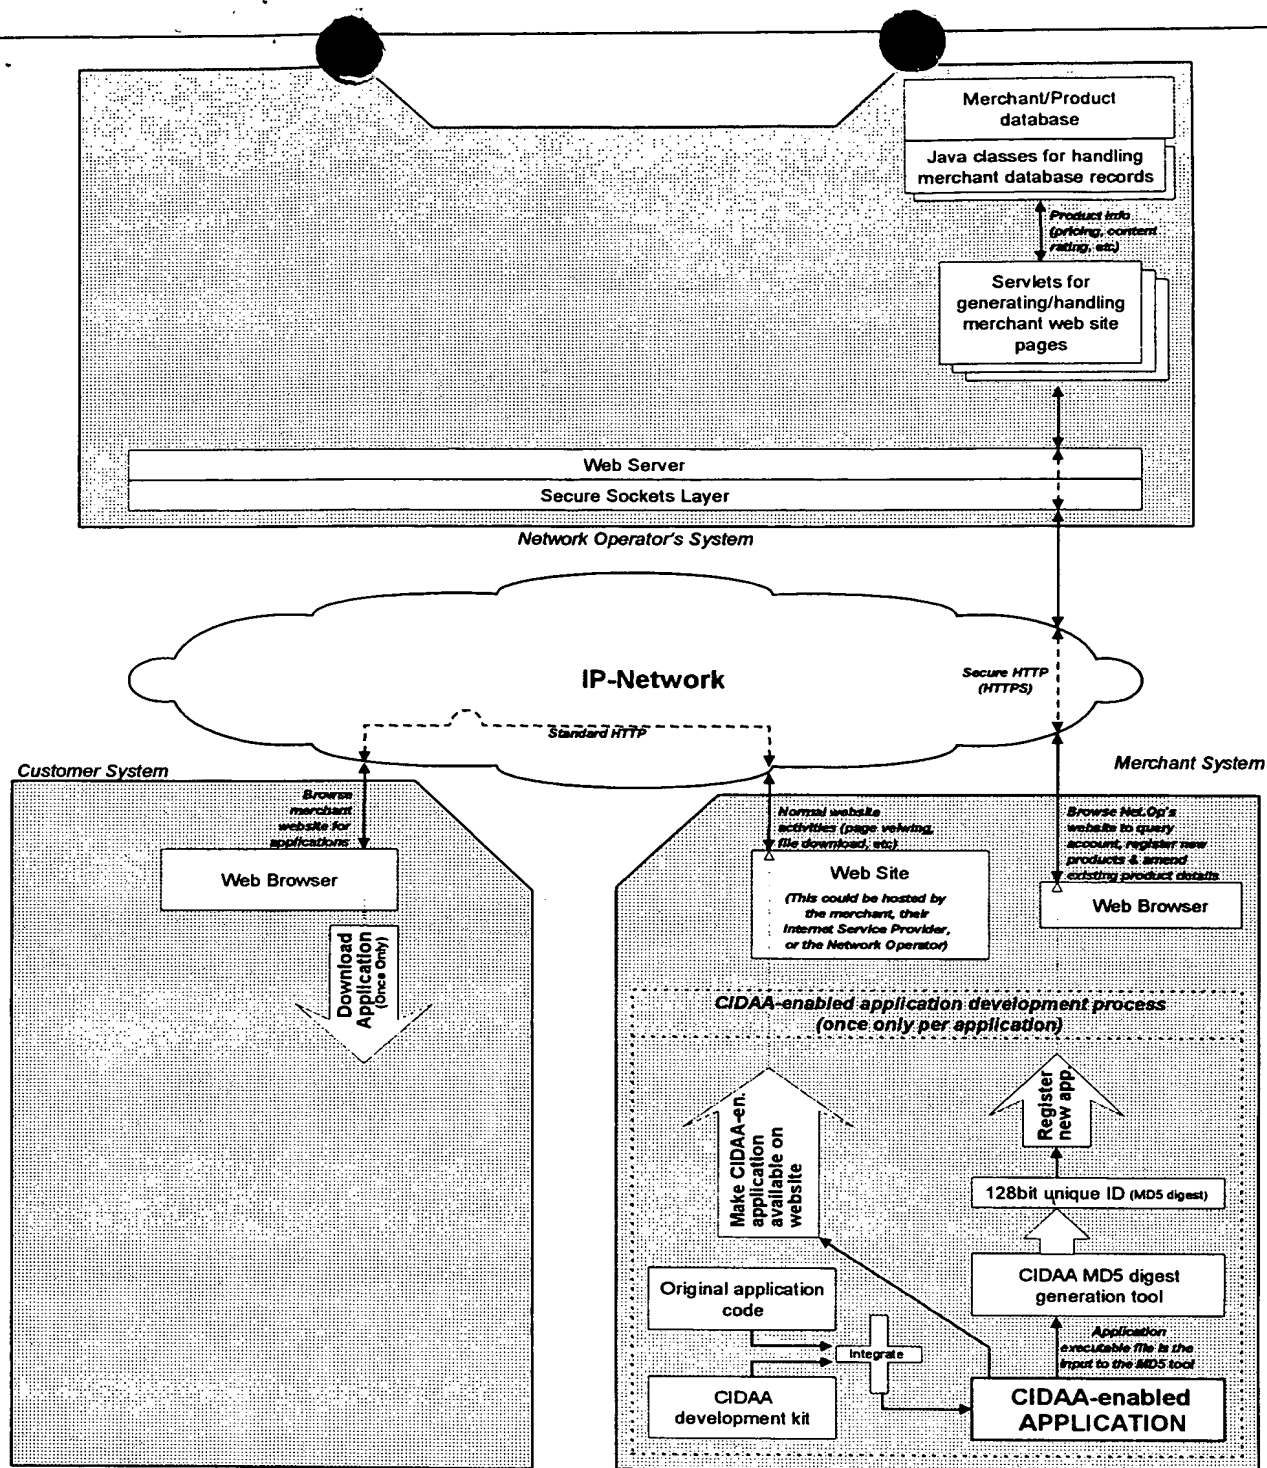 Merchant/Product
database
Java classes for handling
merchant database records
Product info
(pricing, content
rating, etc)
Servlets for
generating/handling
merchant web site
pages
Web Server
Secure Sockets Layer
Network Operator's System
IP-Network
Secure HTTP
(HTTPS)
Standard HTTP
Customer System
Merchant System
Browse
merchant
website for
applications
Web Browser
Download
Application
(Once Only)
Normal website
activities (page veiwing,
file download, etc)
Web Site
(This could be hosted by
the merchant, their
Internet Service Provider,
or the Network Operator)
Browse Net.Op's
website to query
account, register new
products & amend
existing product details
Web Browser
CIDAA-enabled application development process
(once only per application)
Make CIDAA-en.
application
available on
website
Register
new app.
128bit unique ID (MD5 digest)
CIDAA MD5 digest
generation tool
Original application
code
Integrate
Application
executable file is the
input to the MD5 tool
CIDAA
development kit
CIDAA-enabled
APPLICATION